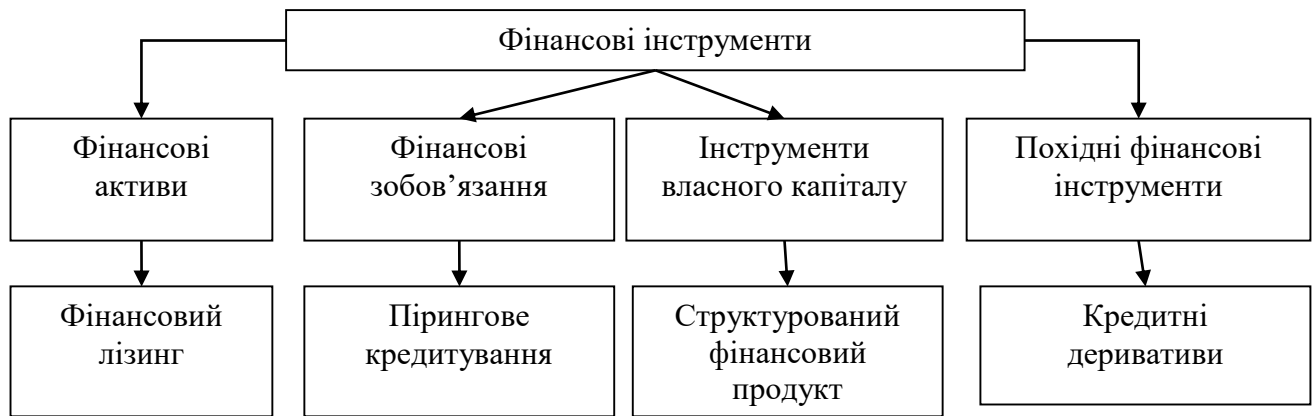 Фінансові інструменти
Фінансові
активи
Фінансові
зобов’язання
Інструменти
власного капіталу
Похідні фінансові
інструменти
Фінансовий
лізинг
Пірингове
кредитування
Структурований
фінансовий
продукт
Кредитні
деривативи